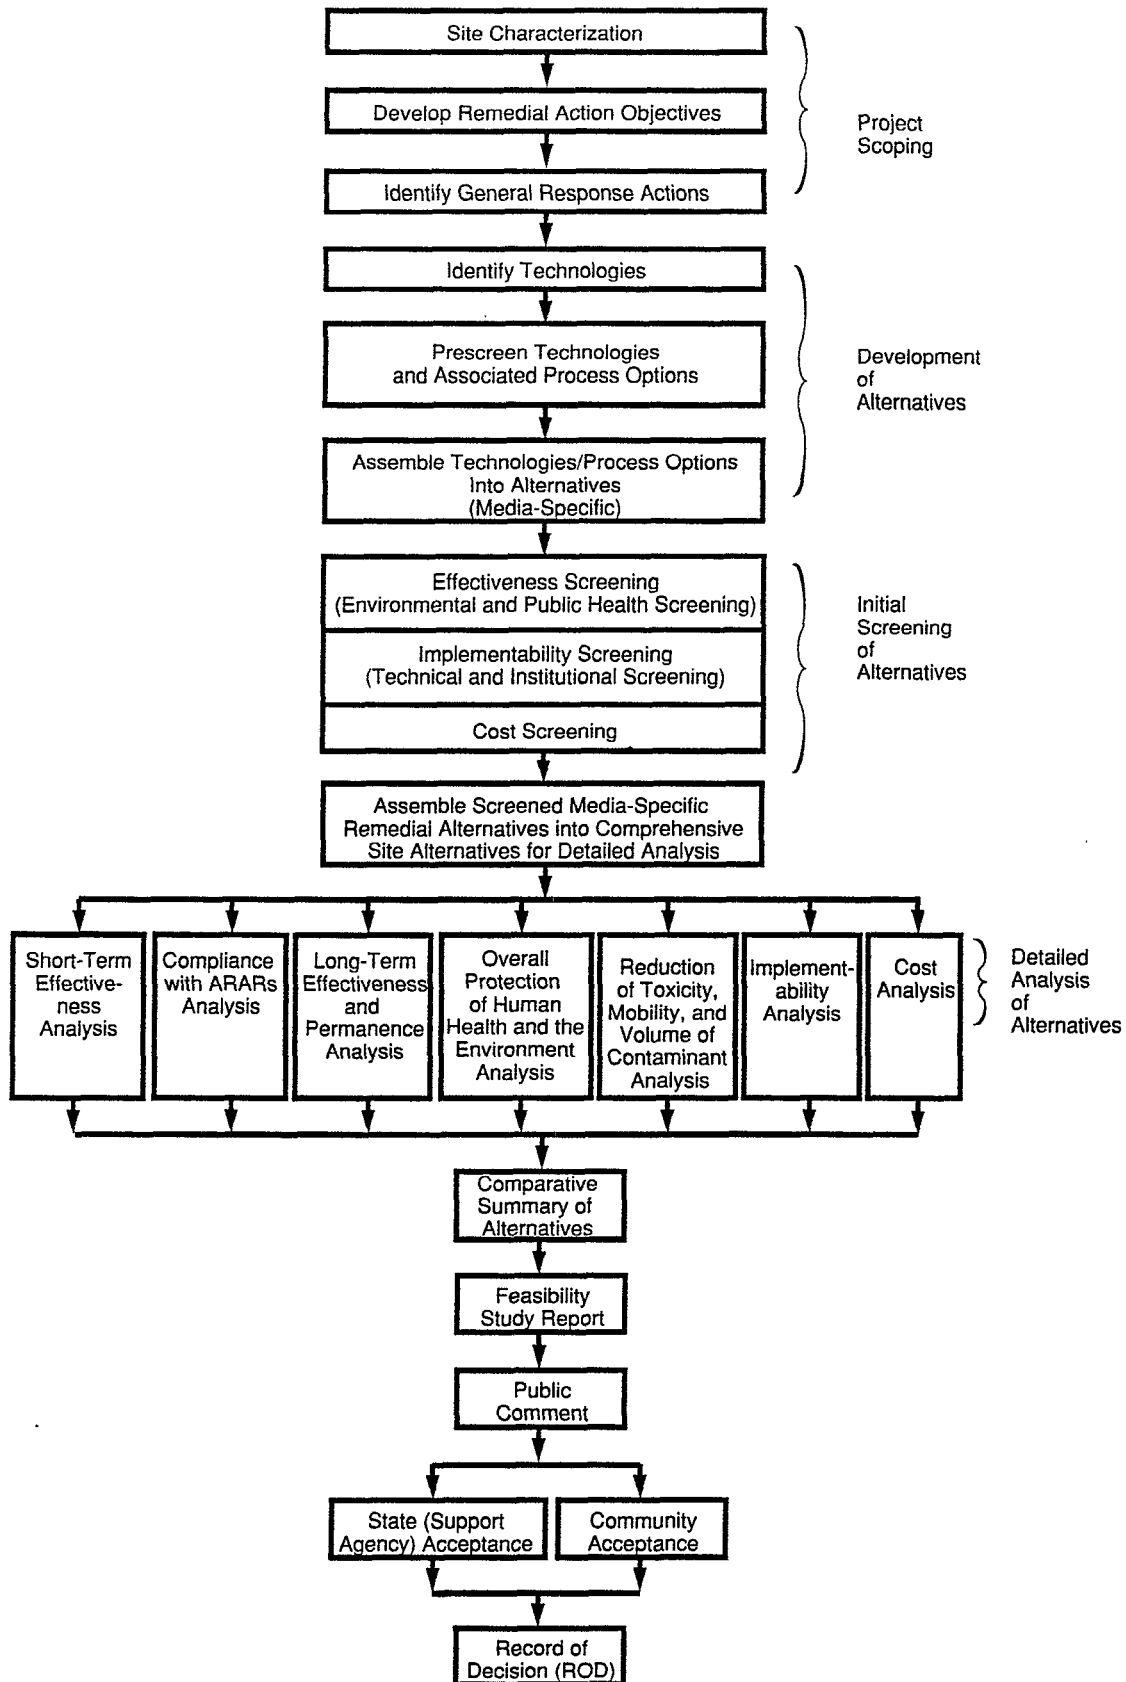 Site Characterization
Develop Remedial Action Objectives
Identify General Response Actions
Project
Scoping
Identify Technologies
Prescreen Technologies
and Associated Process Options
Assemble Technologies/Process Options
Into Alternatives
(Media-Specific)
Development
of
Alternatives
Effectiveness Screening
(Environmental and Public Health Screening)
Implementability Screening
(Technical and Institutional Screening)
Cost Screening
Initial
Screening
of
Alternatives
Assemble Screened Media-Specific
Remedial Alternatives into Comprehensive
Site Alternatives for Detailed Analysis
Short-Term
Effective-
ness
Analysis
Compliance
with ARARs
Analysis
Long-Term
Effectiveness
and
Permanence
Analysis
Overall
Protection
of Human
Health and the
Environment
Analysis
Reduction
of Toxicity,
Mobility, and
Volume of
Contaminant
Analysis
Implement-
ability
Analysis
Cost
Analysis
Detailed
Analysis
of
Alternatives
Comparative
Summary of
Alternatives
Feasibility
Study Report
Public
Comment
State (Support
Agency) Acceptance
Community
Acceptance
Record of
Decision (ROD)